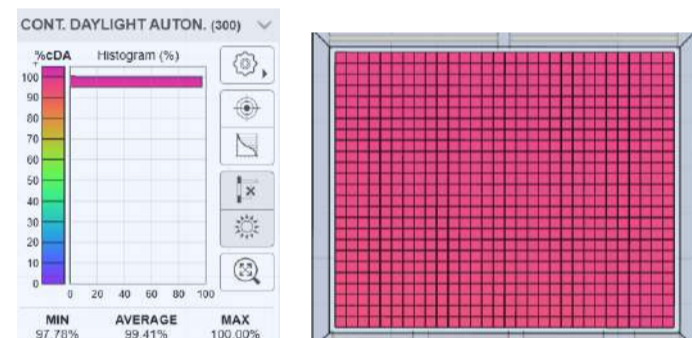 CONT. DAYLIGHT AUTON. (300)
%cDA Histogram (%)
+
100
90
80
70
60
50
40
30
20
10
0
0 20 40 60 80 100
MIN AVERAGE MAX
97.78% 99.41% 100.00%